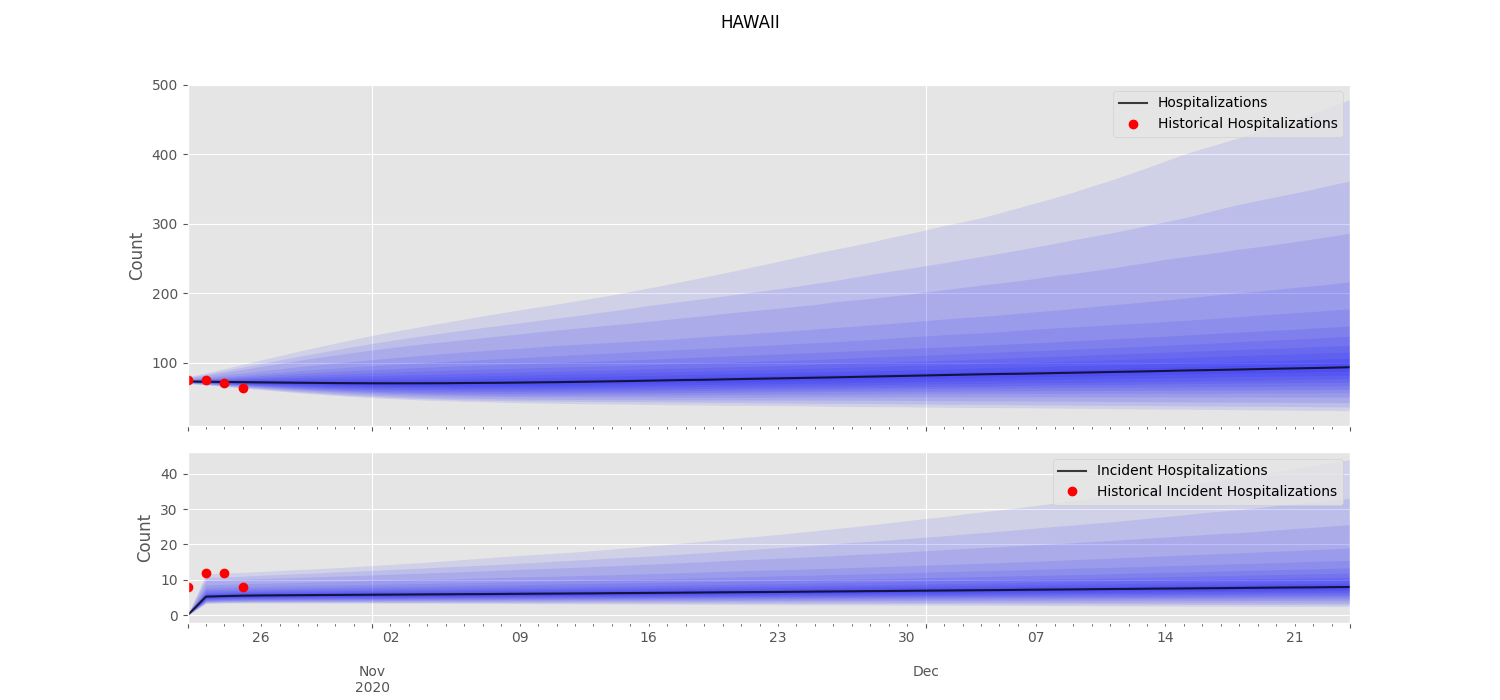 HAWAII
500
400
300
200
100
Count
Hospitalizations
Historical Hospitalizations
40
30
20
10
0
Count
Incident Hospitalizations
Historical Incident Hospitalizations
26 02 09 16 23 30 07 14 21
Nov Dec
2020